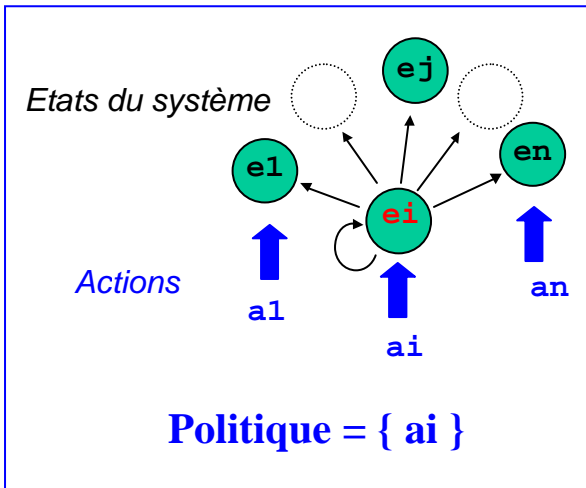 ej
Etats du système
e1
en
ei
Actions
a1
an
ai
Politique = { ai }